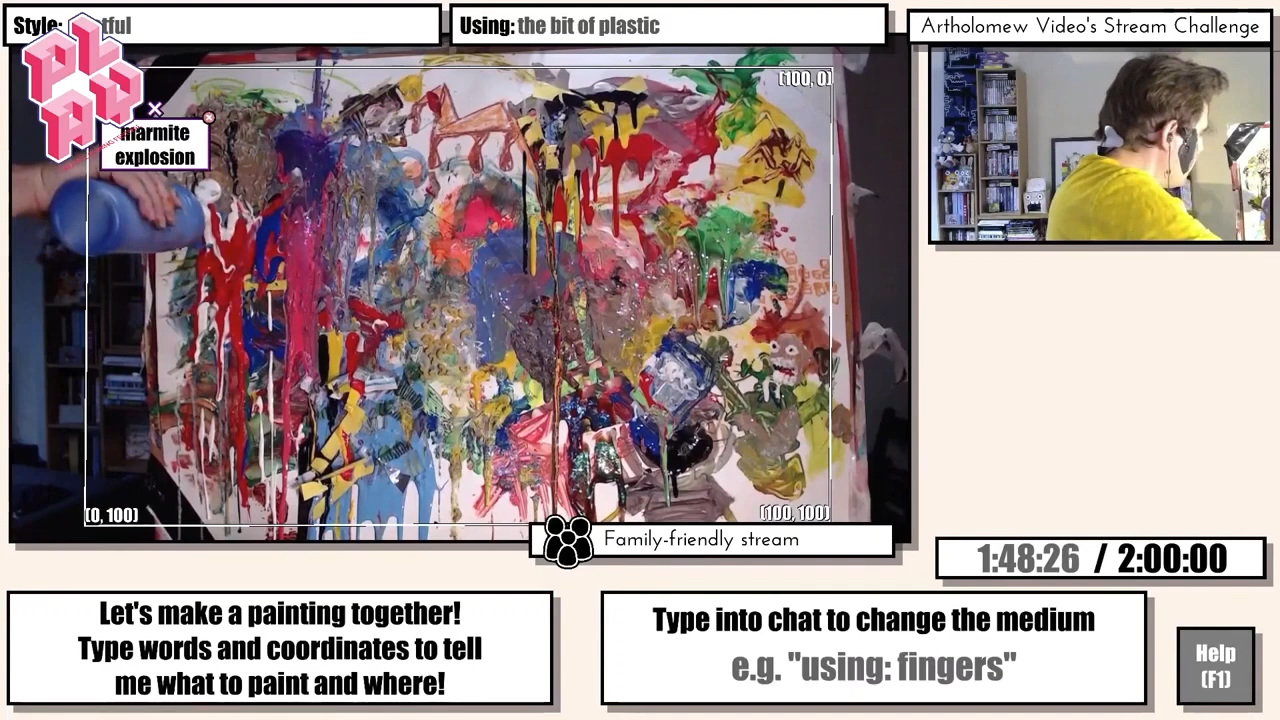 Style: tful
Using: the bit of plastic
Artholomew Video's Stream Challenge
PLAU
(100, 0)
marmite
explosion
(0, 100)
(100, 100)
Family-friendly stream
1:48:26 / 2:00:00
Let's make a painting together!
Type words and coordinates to tell
me what to paint and where!
Type into chat to change the medium
e.g. "using: fingers"
Help
(F1)